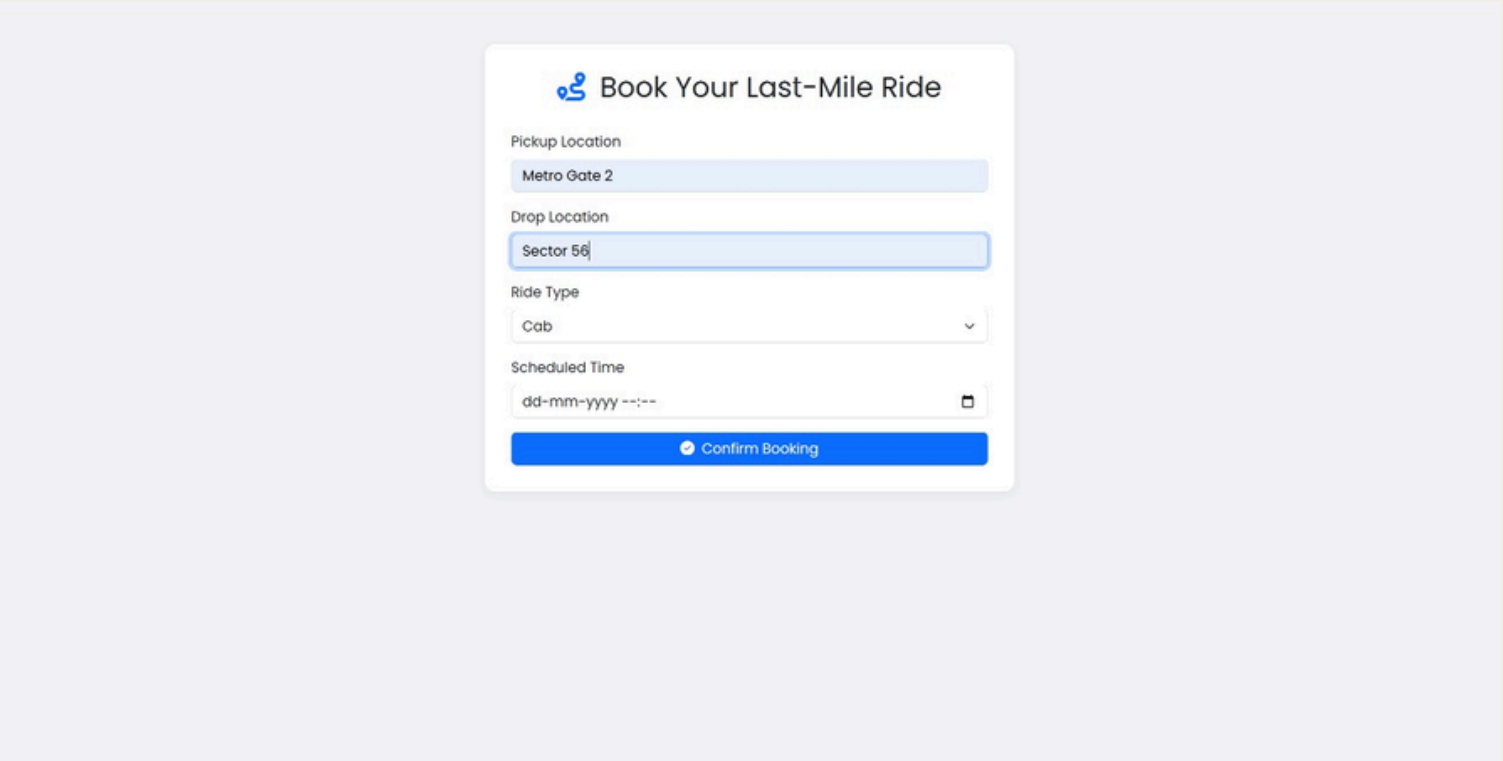 Book Your Last-Mile Ride
Pickup Location
Metro Gate 2
Drop Location
Sector 56
Ride Type
Cab
Scheduled Time
dd-mm-yyyy --:--
Confirm Booking